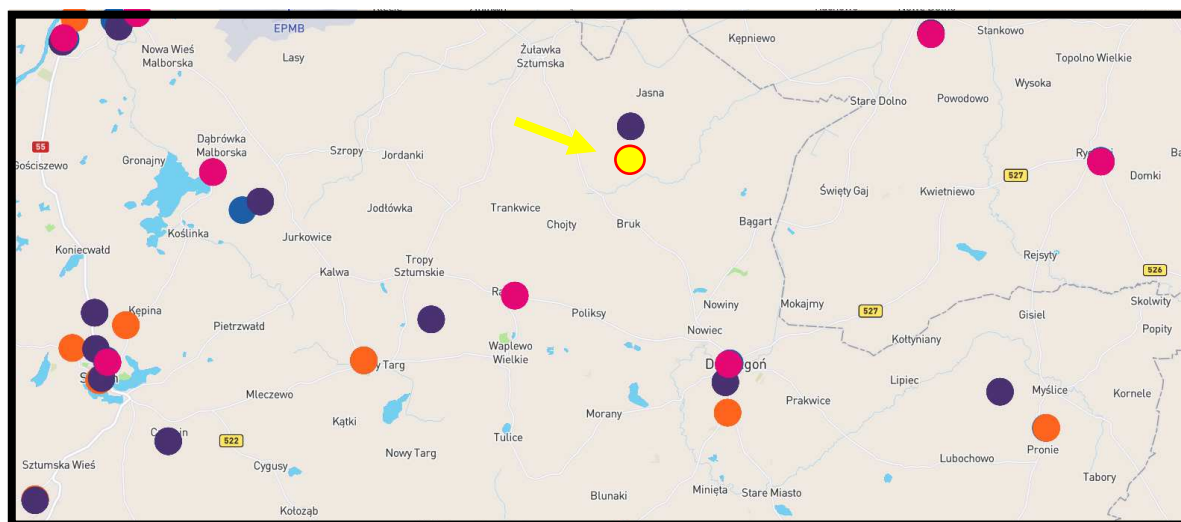 EPMB
Kępniewo
Stankowo
Nowa Wieś
Malborska
Lasy
Żuławka
Sztumska
Topolno Wielkie
Wysoka
Jasna
Stare Dolno
Powodowo
Dąbrówka
Malborska
55
Gościszewo
Gronajny
Szropy
Jordanki
527
Domki
Święty Gaj
Kwietniewo
Jodłówka
Trankwice
Chojty
Bruk
Bągart
Koślinka
Jurkowice
Koniecwałd
Tropy
Sztumskie
Kalwa
Rejsyty
526
Nowiny
Mokajmy
Skolwity
Kępina
Poliksy
527
Gisiel
Pietrzwałd
Nowiec
Popity
Kołtyniany
Waplewo
Wielkie
Lipiec
Myślice
Kornele
Mleczewo
Prakwice
Kątki
Morany
522
Tulice
Nowy Targ
Sztumska Wieś
Cygusy
Lubochowo
Pronie
Tabory
Kołoząb
Blunaki
Minięta
Stare Miasto